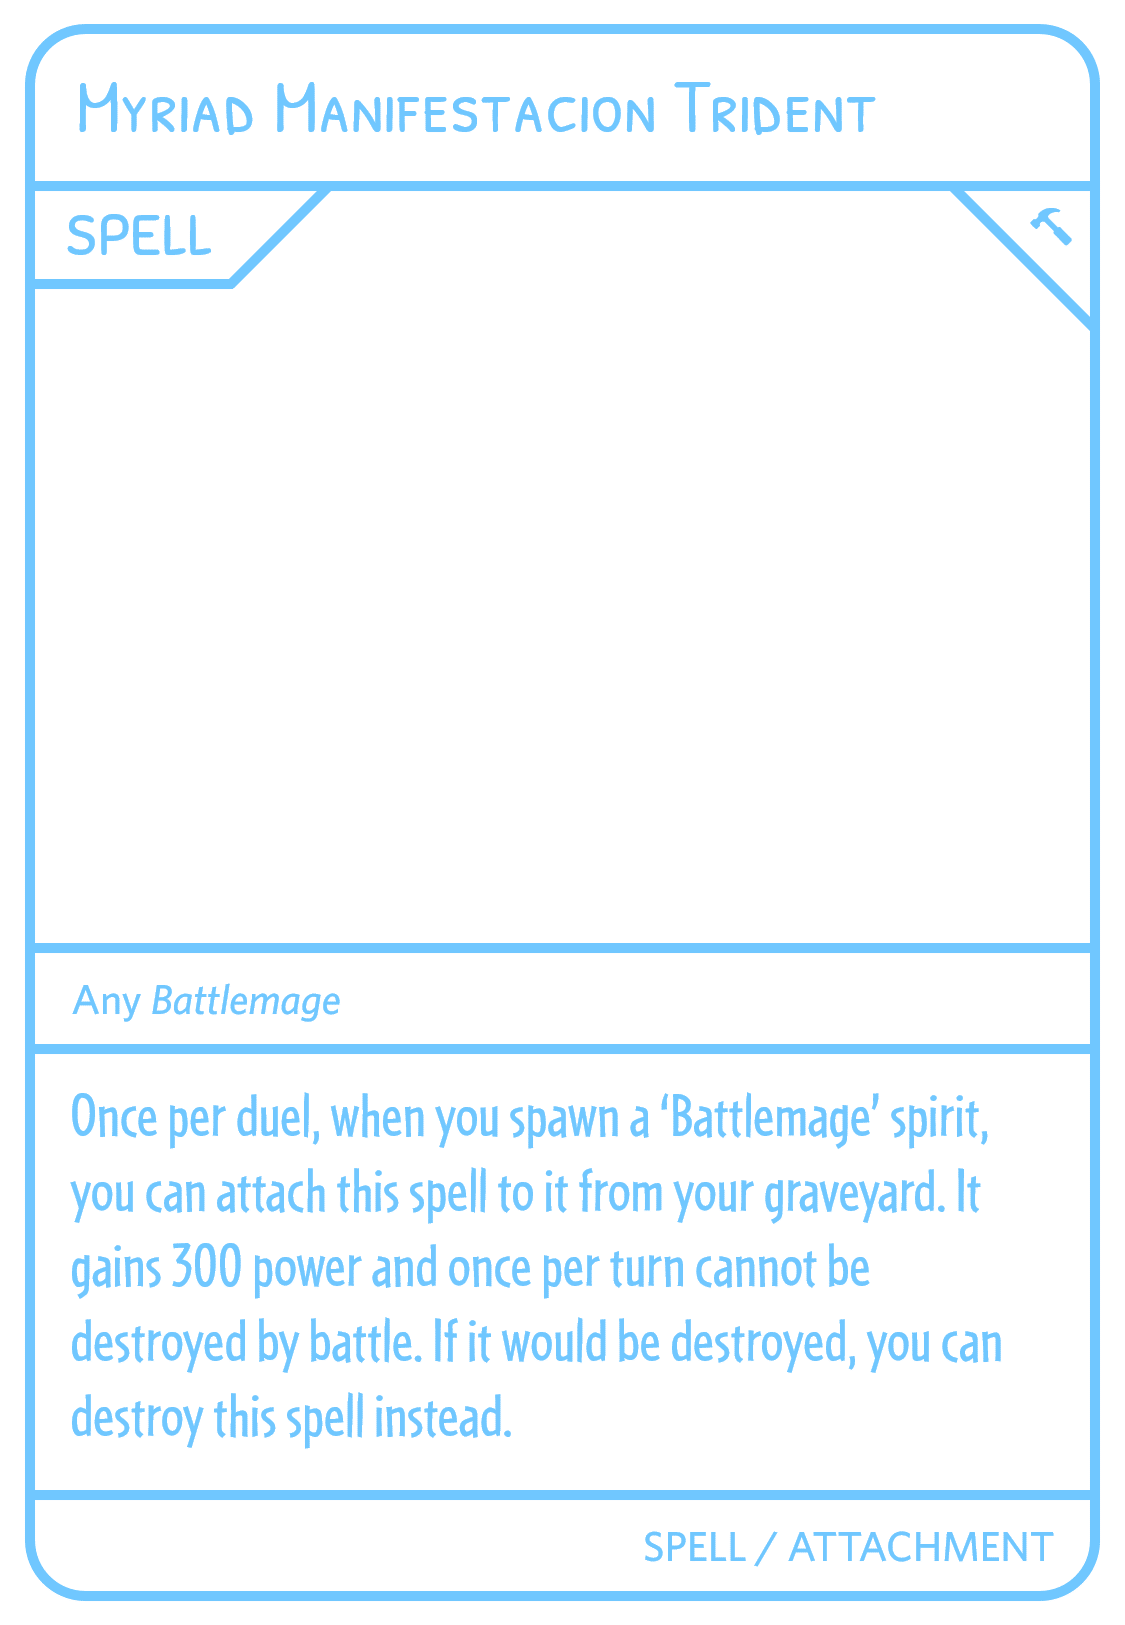 Myriad Manifestacion Trident
SPELL
Any Battlemage
Once per duel, when you spawn a ‘Battlemage’ spirit,
you can attach this spell to it from your graveyard. It
gains 300 power and once per turn cannot be
destroyed by battle. If it would be destroyed, you can
destroy this spell instead.
SPELL / ATTACHMENT